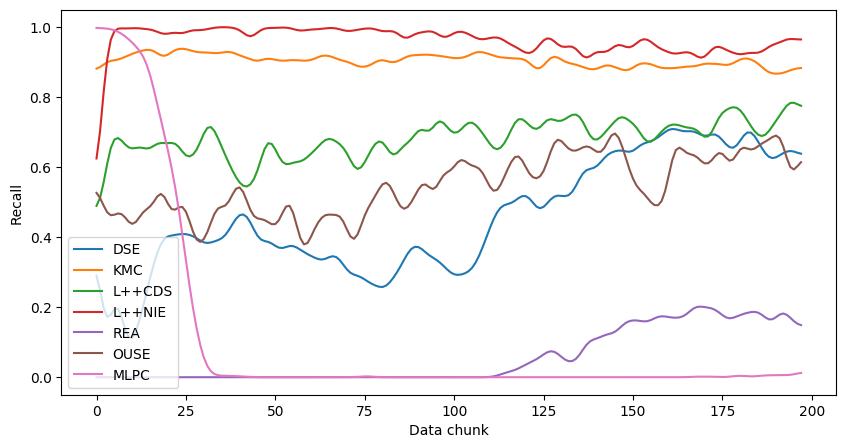 1.0
0.8
0.6
0.4
0.2
0.0
Recall
DSE
KMC
L++CDS
L++NIE
REA
OUSE
MLPC
0 25 50 75 100 125 150 175 200
Data chunk